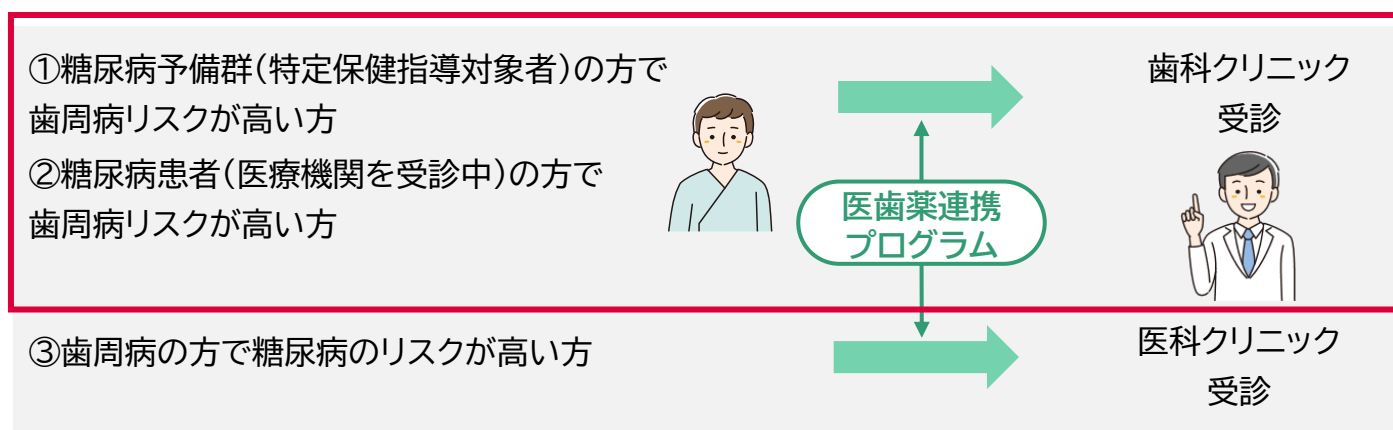 ①糖尿病予備群(特定保健指導対象者)の方で
歯周病リスクが高い方
②糖尿病患者(医療機関を受診中)の方で
歯周病リスクが高い方
歯科クリニック
受診
医歯薬連携
プログラム
③歯周病の方で糖尿病のリスクが高い方
医科クリニック
受診